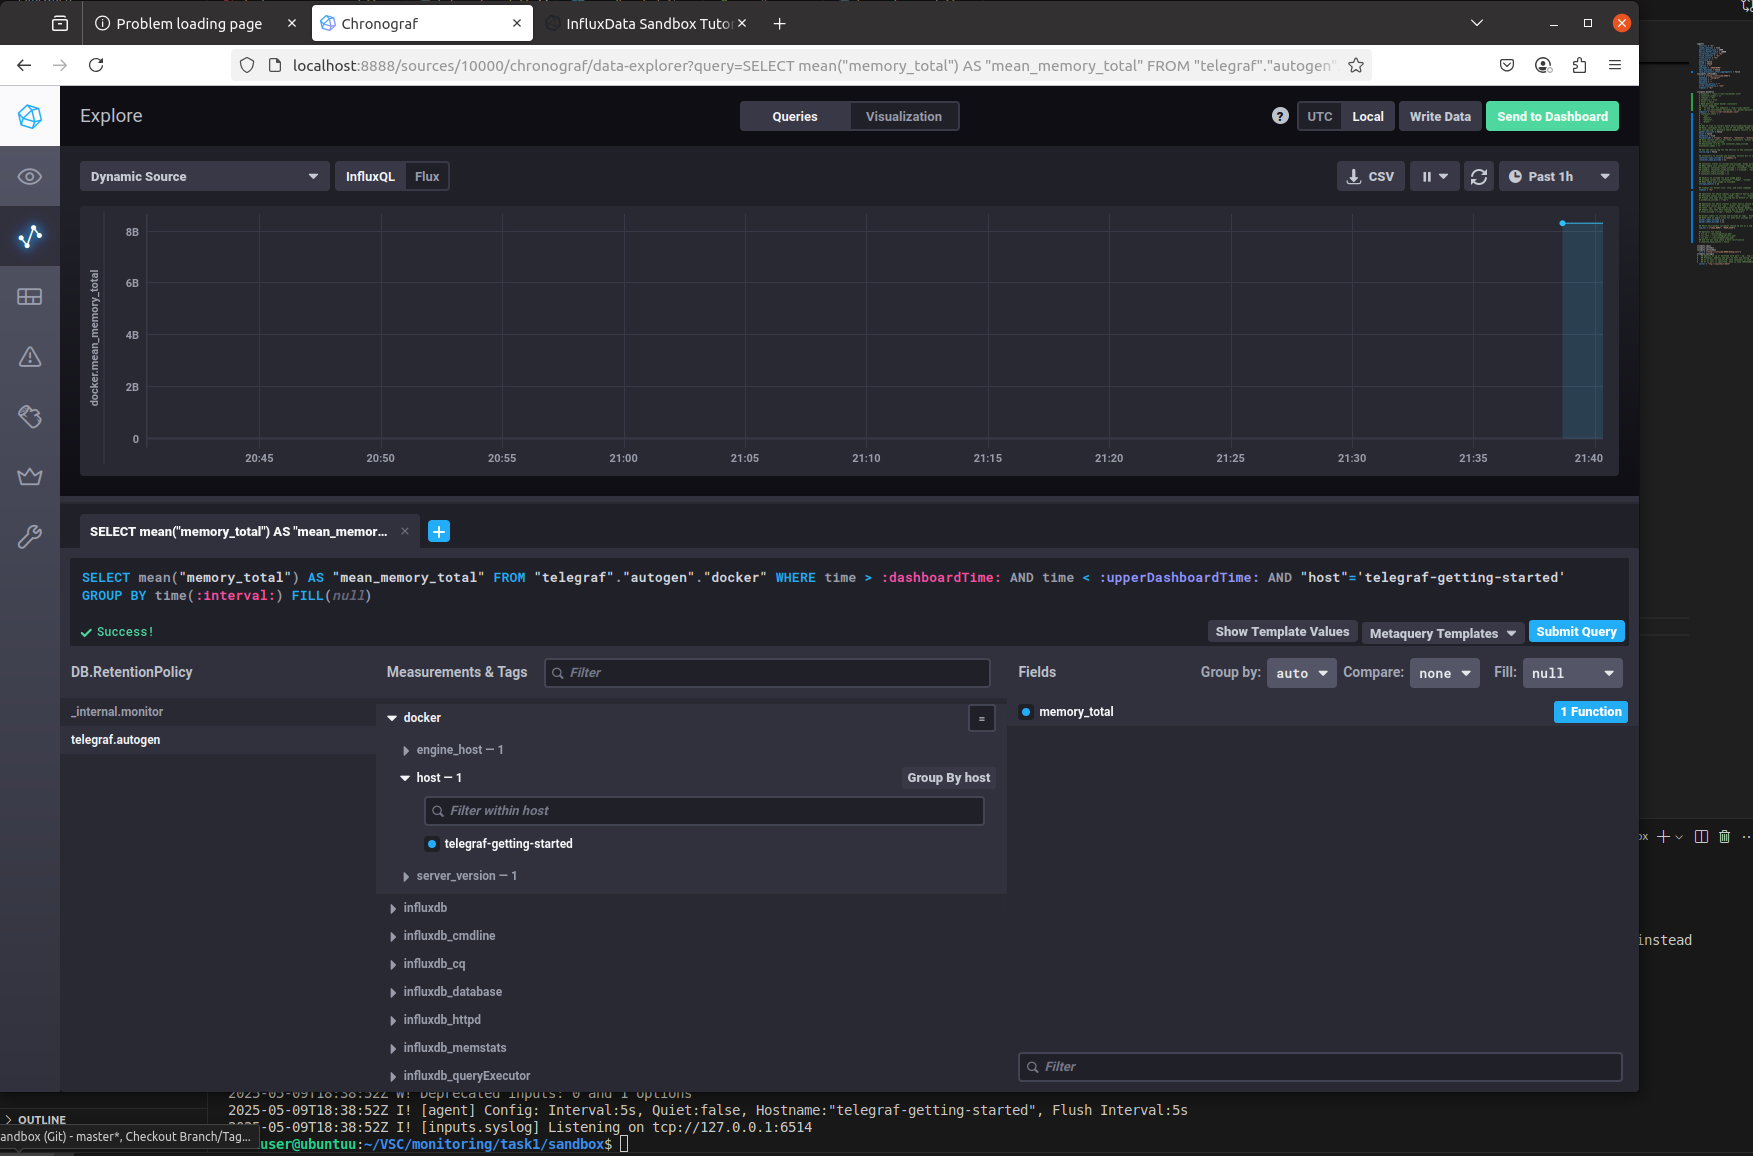 Problem loading page
Chronograf
InfluxData Sandbox Tuto
localhost:8888/sources/10000/chronograf/data-explorer?query=SELECT mean("memory_total") AS "mean_memory_total" FROM "telegraf"."autogen"
Explore
Queries
Visualization
?
UTC
Local
Write Data
Send to Dashboard
Dynamic Source
InfluxQL
Flux
CSV
Past 1h
docker.mean_memory_total
8B
6B
4B
2B
0
20:45
20:50
20:55
21:00
21:05
21:10
21:15
21:20
21:25
21:30
21:35
21:40
SELECT mean("memory_total") AS "mean_memor...
SELECT mean("memory_total") AS "mean_memory_total" FROM "telegraf"."autogen"."docker" WHERE time > :dashboardTime: AND time < :upperDashboardTime: AND "host"='telegraf-getting-started'
GROUP BY time(:interval:) FILL(null)
Success!
Show Template Values
Metaquery Templates
Submit Query
DB.RetentionPolicy
Measurements & Tags
Filter
Fields
Group by:
auto
Compare:
none
Fill:
null
_internal.monitor
telegraf.autogen
docker
=
engine_host — 1
host — 1
Group By host
Filter within host
telegraf-getting-started
server_version — 1
influxdb
influxdb_cmdline
influxdb_cq
influxdb_database
influxdb_httpd
influxdb_memstats
influxdb_queryExecutor
memory_total
1 Function
Filter
instead
2025-05-09T18:38:52Z W! Deprecated inputs: 0 and 1 options
2025-05-09T18:38:52Z I! [agent] Config: Interval:5s, Quiet:false, Hostname:"telegraf-getting-started", Flush Interval:5s
2025-05-09T18:38:52Z I! [inputs.syslog] Listening on tcp://127.0.0.1:6514
user@ubuntuu:~/VSC/monitoring/task1/sandbox$
OUTLINE
andbox (Git) - master*, Checkout Branch/Tag...